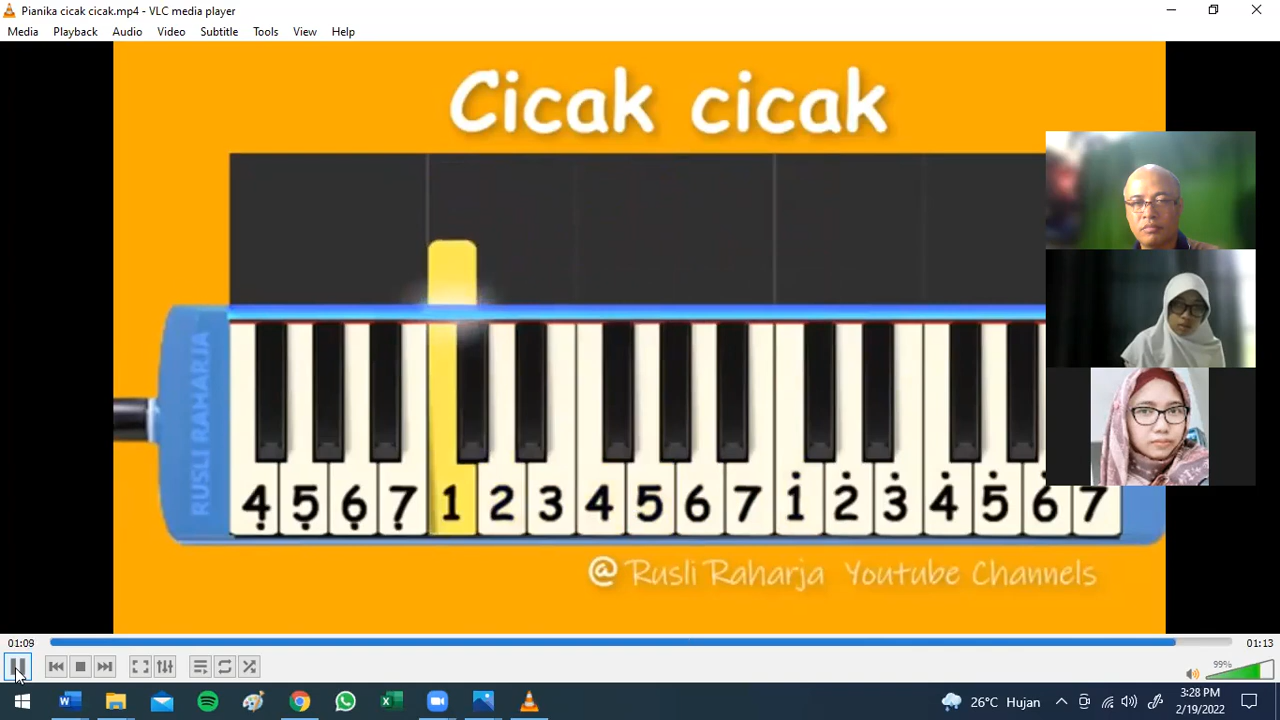 Pianika cicak cicak.mp4 - VLC media player
Media Playback Audio Video Subtitle Tools View Help
Cicak cicak
RUSLI RAHARJA
4 5 6 7 1 2 3 4 5 6 7 1 2 3 4 5 6 7
@ Rusli Raharja Youtube Channels
01:09
01:13
99%
26°C Hujan
3:28 PM
2/19/2022